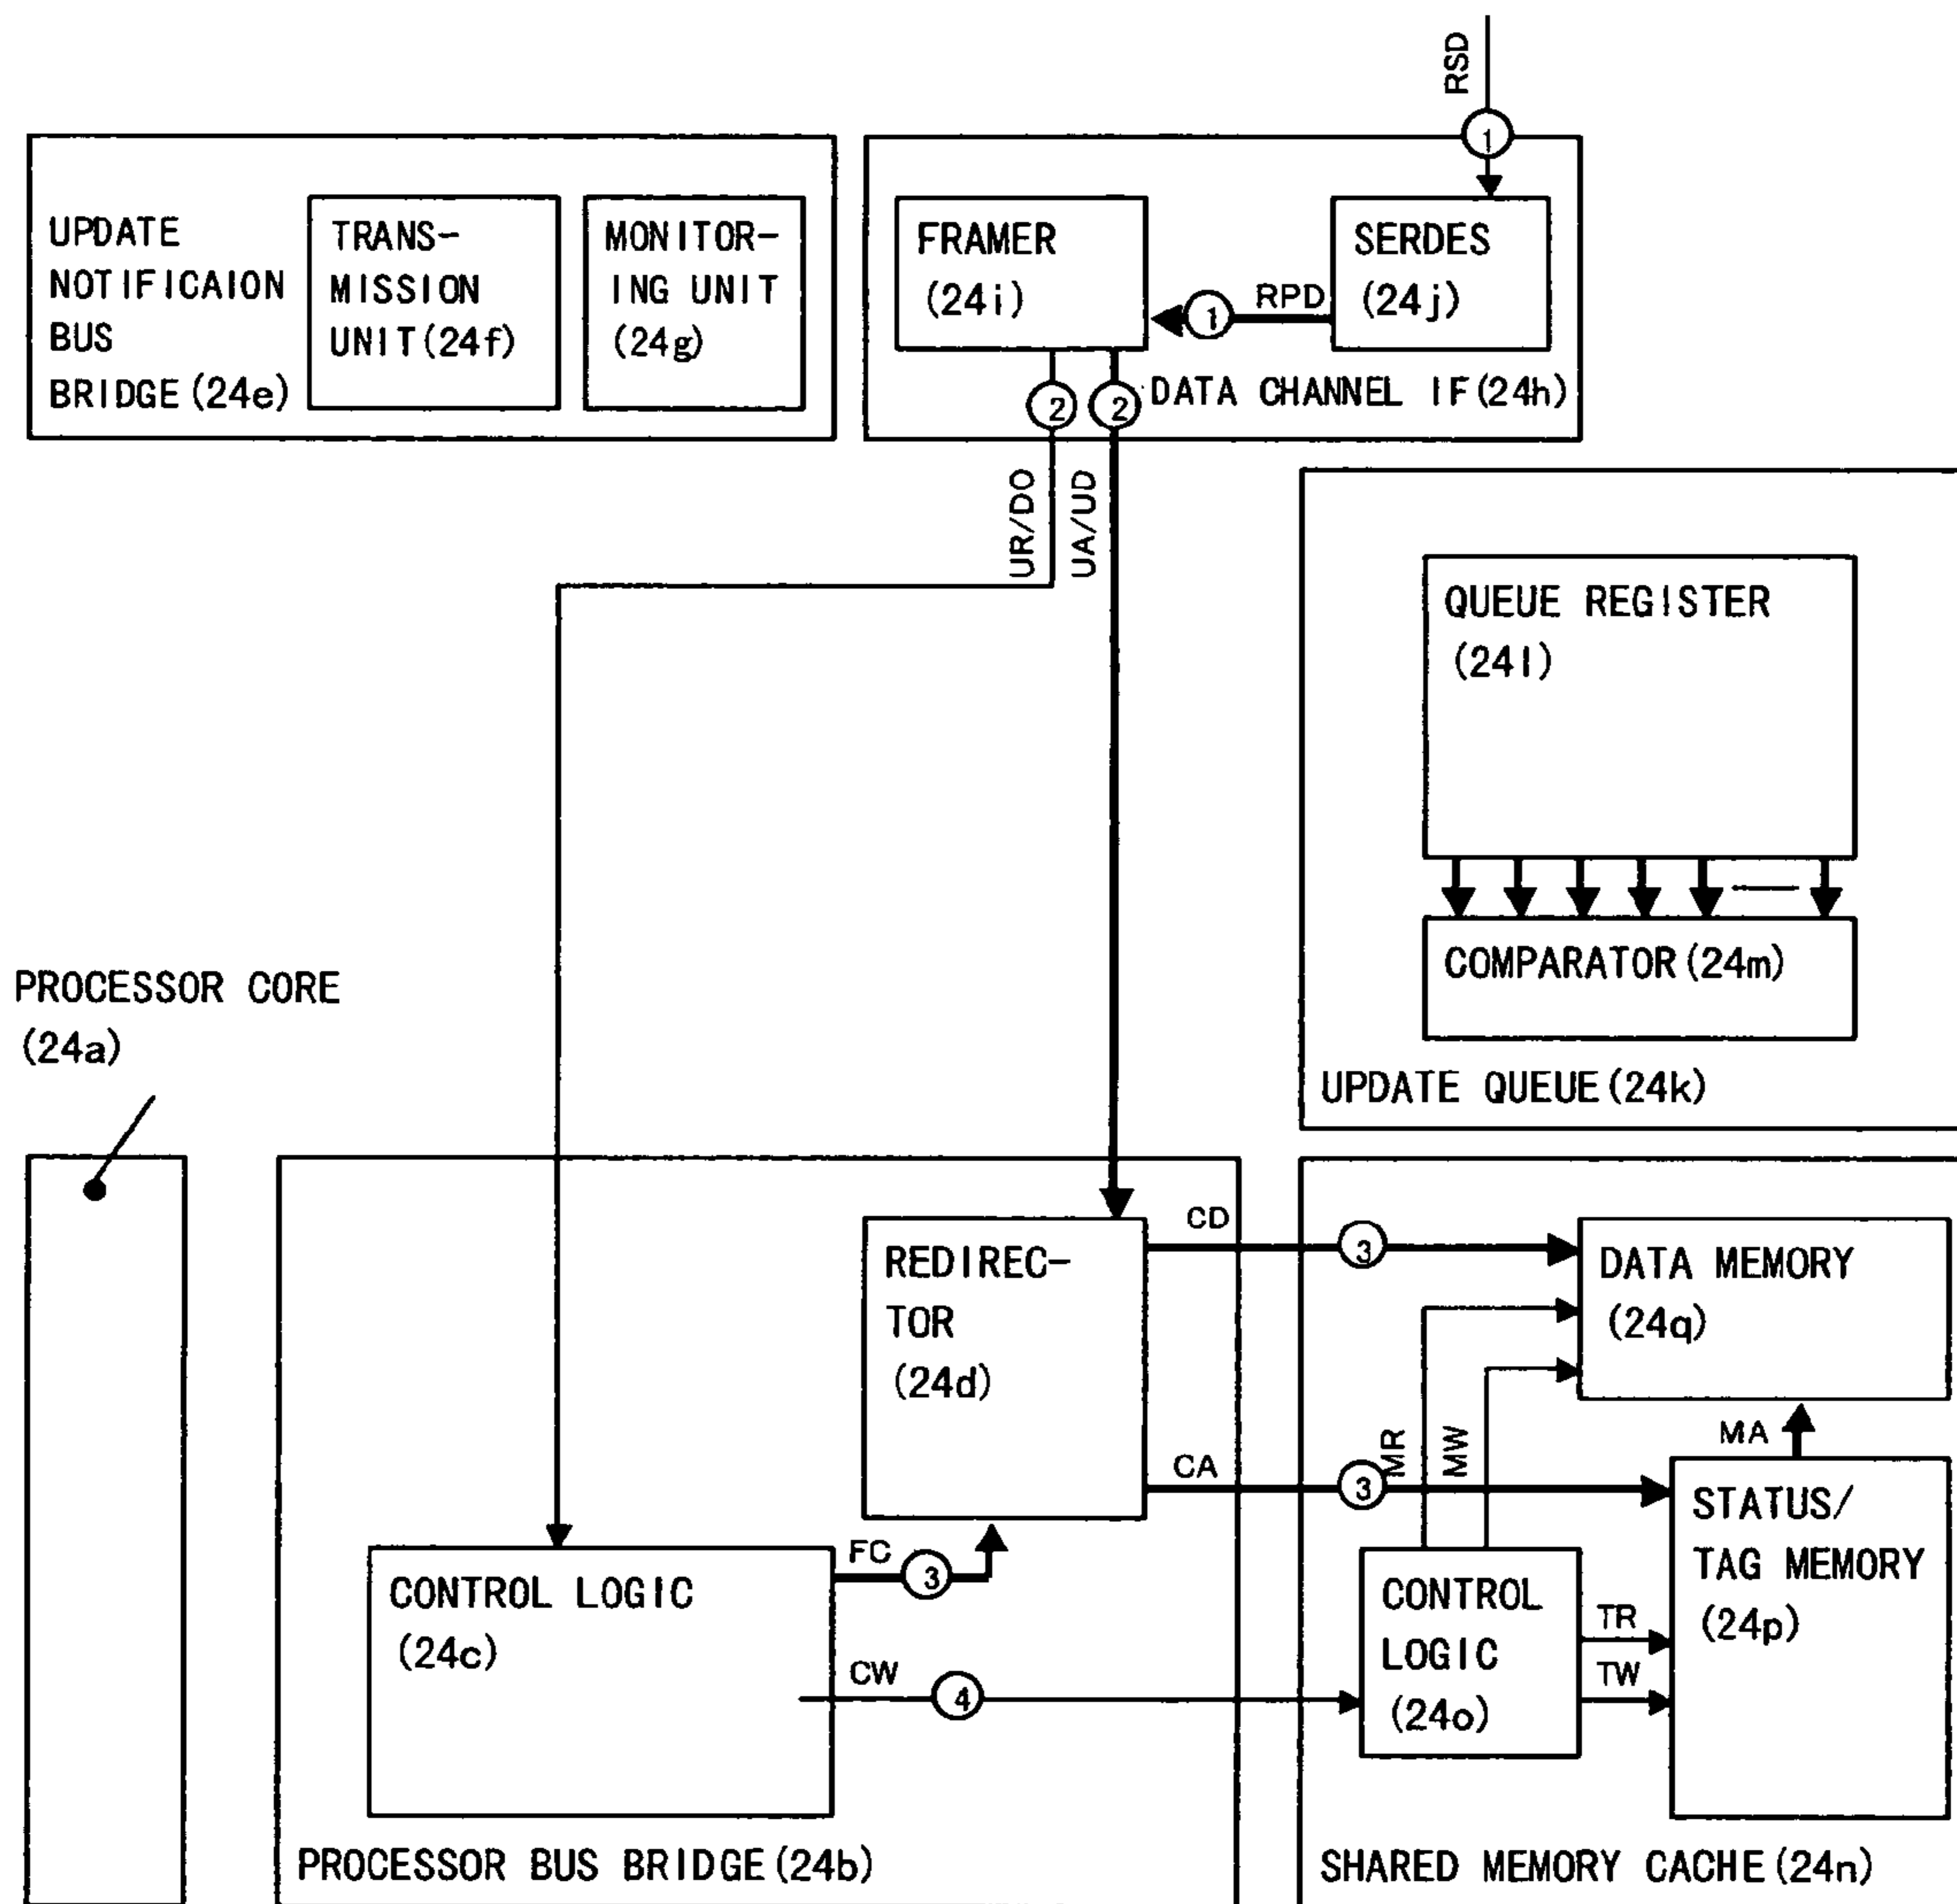 RSD
1
UPDATE
NOTIFICAION
BUS
BRIDGE(24e)
TRANS-
MISSION
UNIT(24f)
MONITOR-
ING UNIT
(24g)
FRAMER
(24i)
SERDES
(24j)
1
RPD
2
2
DATA CHANNEL IF(24h)
UR/DO
UA/UD
QUEUE REGISTER
(24l)
COMPARATOR(24m)
UPDATE QUEUE(24k)
PROCESSOR CORE
(24a)
REDIREC-
TOR
(24d)
CD
3
DATA MEMORY
(24q)
MR
MW
MA
CA
3
STATUS/
TAG MEMORY
(24p)
FC
3
CONTROL LOGIC
(24c)
CW
4
CONTROL
LOGIC
(24o)
TR
TW
PROCESSOR BUS BRIDGE(24b)
SHARED MEMORY CACHE(24n)